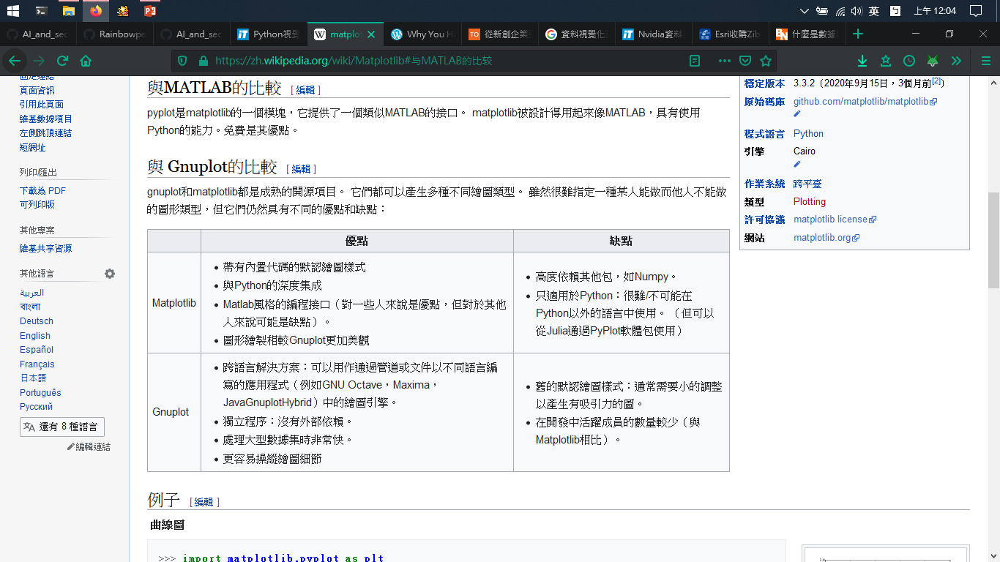 英
上午 12:04
AI_and_sec
Rainbowpe
AI_and_sec
Python視覺
matplot
Why You H
從新創企業
資料視覺化
Nvidia資料
Esri收購Zib
什麼是數據
https://zh.wikipedia.org/wiki/Matplotlib#与MATLAB的比较
固定連結
頁面資訊
引用此頁面
維基數據項目
左側跳頂連結
短網址
列印/匯出
下載為 PDF
可列印版
其他專案
維基共享資源
其他語言
العربية
বাংলা
Deutsch
English
Español
Français
日本語
Português
Русский
還有 8 種語言
編輯連結
與MATLAB的比較 [編輯]
pyplot是matplotlib的一個模塊，它提供了一個類似MATLAB的接口。 matplotlib被設計得用起來像MATLAB，具有使用
Python的能力。免費是其優點。
與 Gnuplot的比較 [編輯]
gnuplot和matplotlib都是成熟的開源項目。 它們都可以產生多種不同繪圖類型。 雖然很難指定一種某人能做而他人不能做
的圖形類型，但它們仍然具有不同的優點和缺點：
優點 缺点
Matplotlib
帶有內置代碼的默認繪圖樣式
與Python的深度集成
Matlab風格的編程接口（對一些人來說是優點，但對於其他
人來說可能是缺點）。
圖形繪製相較Gnuplot更加美觀
高度依賴其他包，如Numpy。
只適用於Python：很難/不可能在
Python以外的語言中使用。（但可以
從Julia通過PyPlot軟體包使用）
Gnuplot
跨語言解決方案：可以用作通過管道或文件以不同語言編
寫的應用程式（例如GNU Octave，Maxima，
JavaGnuplotHybrid）中的繪圖引擎。
獨立程序：沒有外部依賴。
處理大型數據集時非常快。
更容易操縱繪圖細節
舊的默認繪圖樣式：通常需要小的調整
以產生有吸引力的圖。
在開發中活躍成員的數量較少（與
Matplotlib相比）。
例子 [編輯]
曲線圖
>>> import matplotlib.pyplot as plt
穩定版本 3.3.2（2020年9月15日，3個月前[2]）
原始碼庫 github.com/matplotlib/matplotlib
程式語言 Python
引擎 Cairo
作業系統 跨平臺
類型 Plotting
許可協議 matplotlib license
網站 matplotlib.org